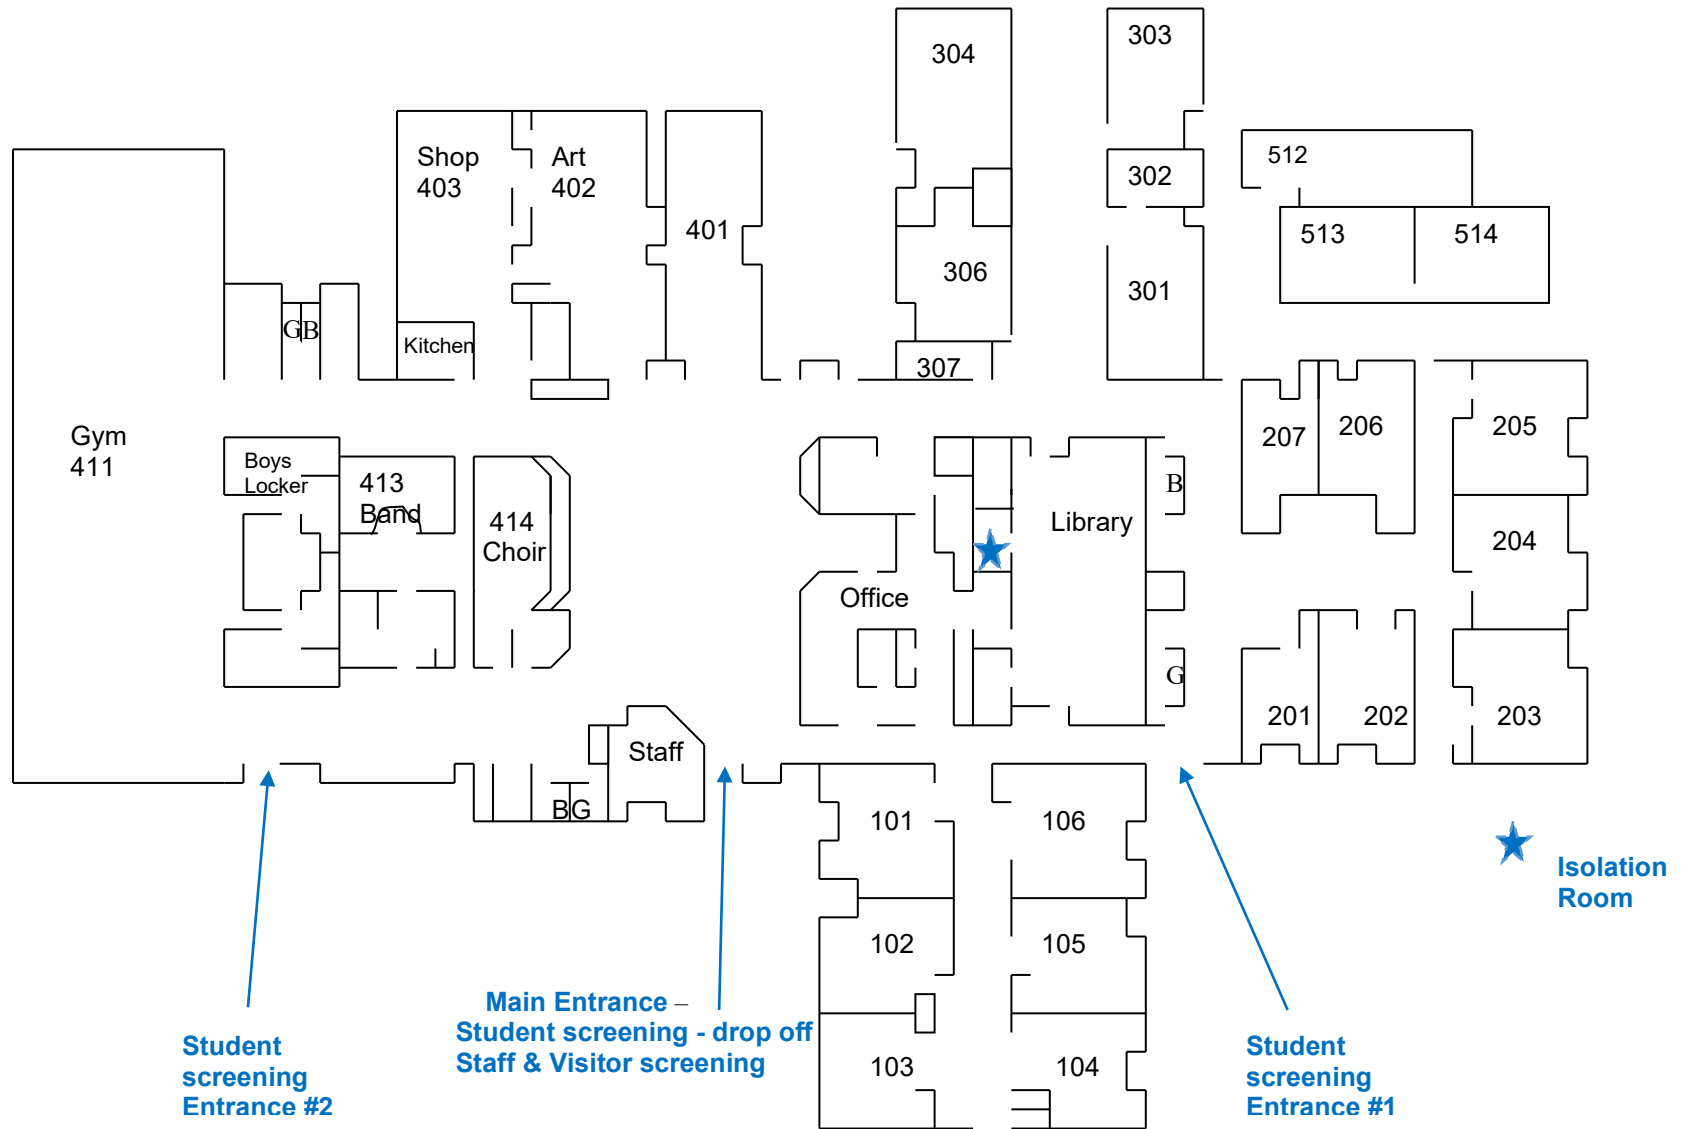 304
303
Shop
403
Art
402
512
302
401
513
514
306
301
G B
Kitchen
307
Gym
411
Boys
Locker
413
Band
414
Choir
Library
B
207
206
205
204
Office
G
201
202
203
Staff
BG
101
106
Isolation
Room
102
105
Main Entrance –
Student screening - drop off
Staff & Visitor screening
Student
screening
Entrance #2
103
104
Student
screening
Entrance #1